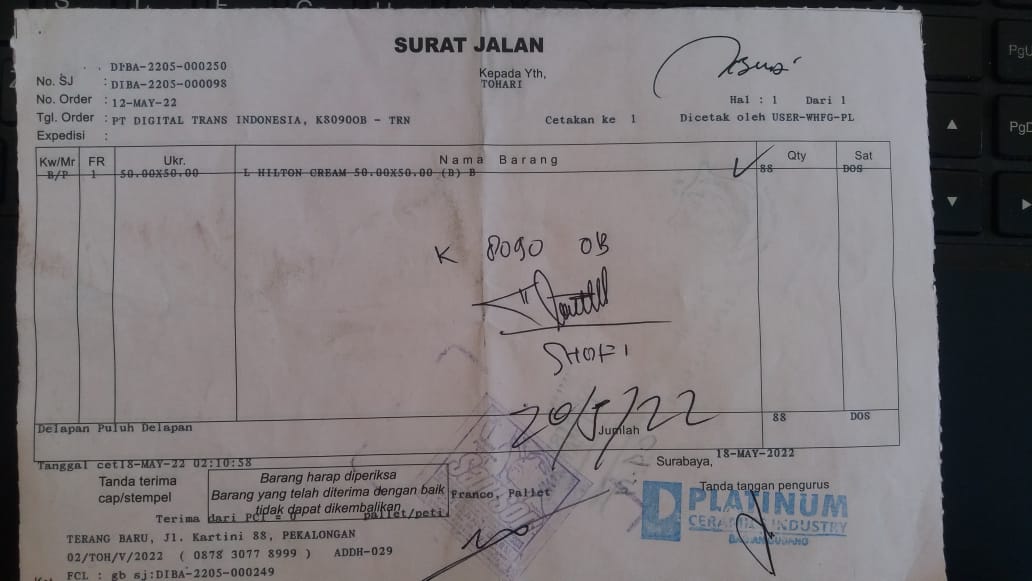 SURAT JALAN
DIBA-2205-000250
No. SJ : DIBA-2205-000098
No. Order : 12-MAY-22
Tgl. Order : PT DIGITAL TRANS INDONESIA, K8090OB - TRN
Expedisi :
Kepada Yth,
TOHARI
Hal : 1 Dari 1
Cetakan ke 1 Dicetak oleh USER-WHFG-PL
Kw/Mr FR Ukr. Nama Barang Qty Sat
B/P 1 50.00X50.00 L HILTON CREAM 50.00X50.00 (B) B 88 DOS
K 8090 OB
SHOFI
20/5/22
Delapan Puluh Delapan Jumlah 88 DOS
Tanggal cet18-MAY-22 02:10:58
Surabaya, 18-MAY-2022
Tanda terima
cap/stempel
Barang harap diperiksa
Barang yang telah diterima dengan baik
tidak dapat dikembalikan
Franco, Pallet
Tanda tangan pengurus
PLATINUM
CERAMICS INDUSTRY
Terima dari PCI = 0 pallet/peti
TERANG BARU, Jl. Kartini 88, PEKALONGAN
02/TOH/V/2022 ( 0878 3077 8999 ) ADDH-029
FCL : gb sj:DIBA-2205-000249